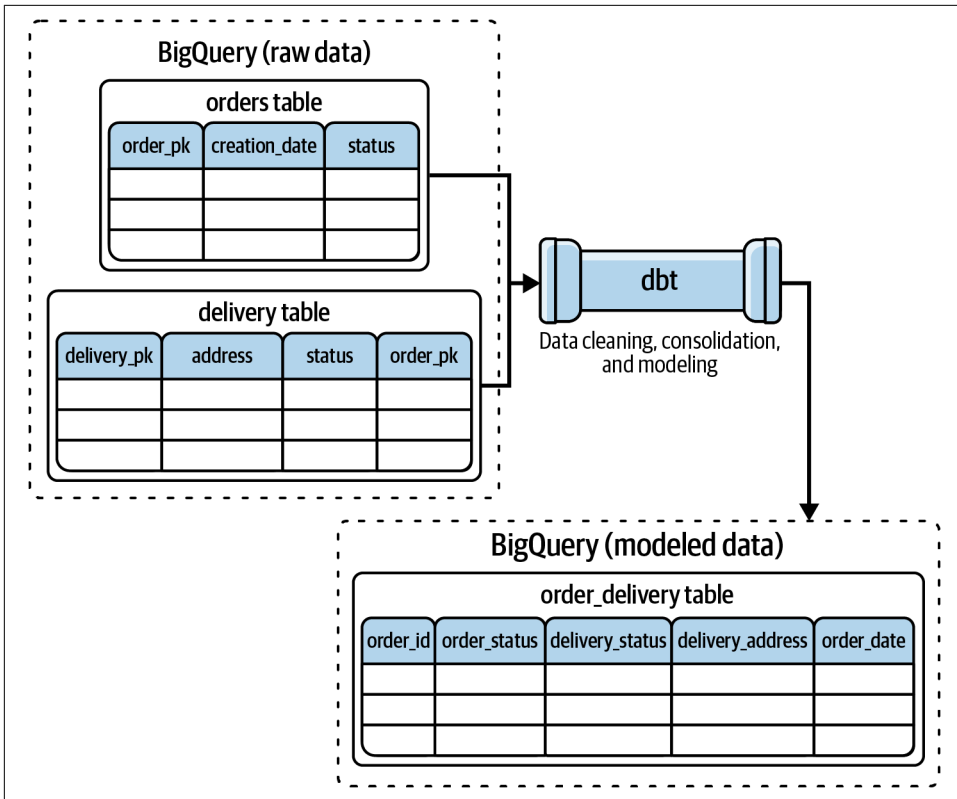 BigQuery (raw data)
orders table
order_pk creation_date status
delivery table
delivery_pk address status order_pk
dbt
Data cleaning, consolidation,
and modeling
BigQuery (modeled data)
order_delivery table
order_id order_status delivery_status delivery_address order_date